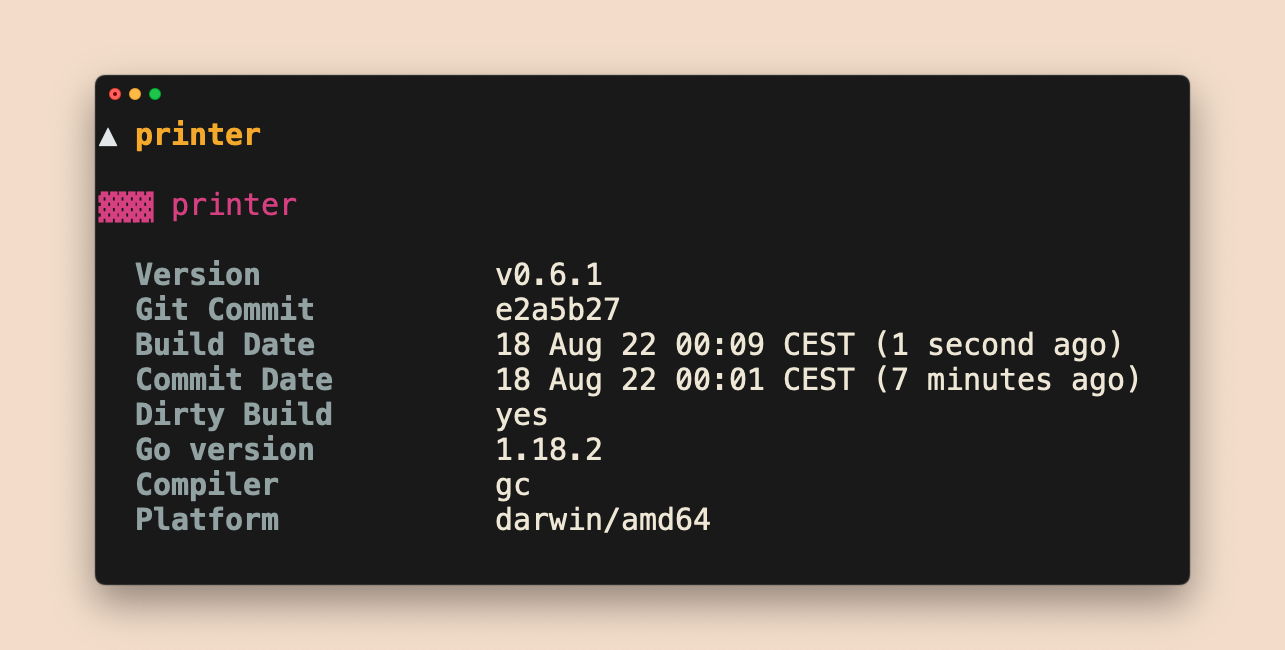 ▲ printer
▓▓▓ printer
Version v0.6.1
Git Commit e2a5b27
Build Date 18 Aug 22 00:09 CEST (1 second ago)
Commit Date 18 Aug 22 00:01 CEST (7 minutes ago)
Dirty Build yes
Go version 1.18.2
Compiler gc
Platform darwin/amd64